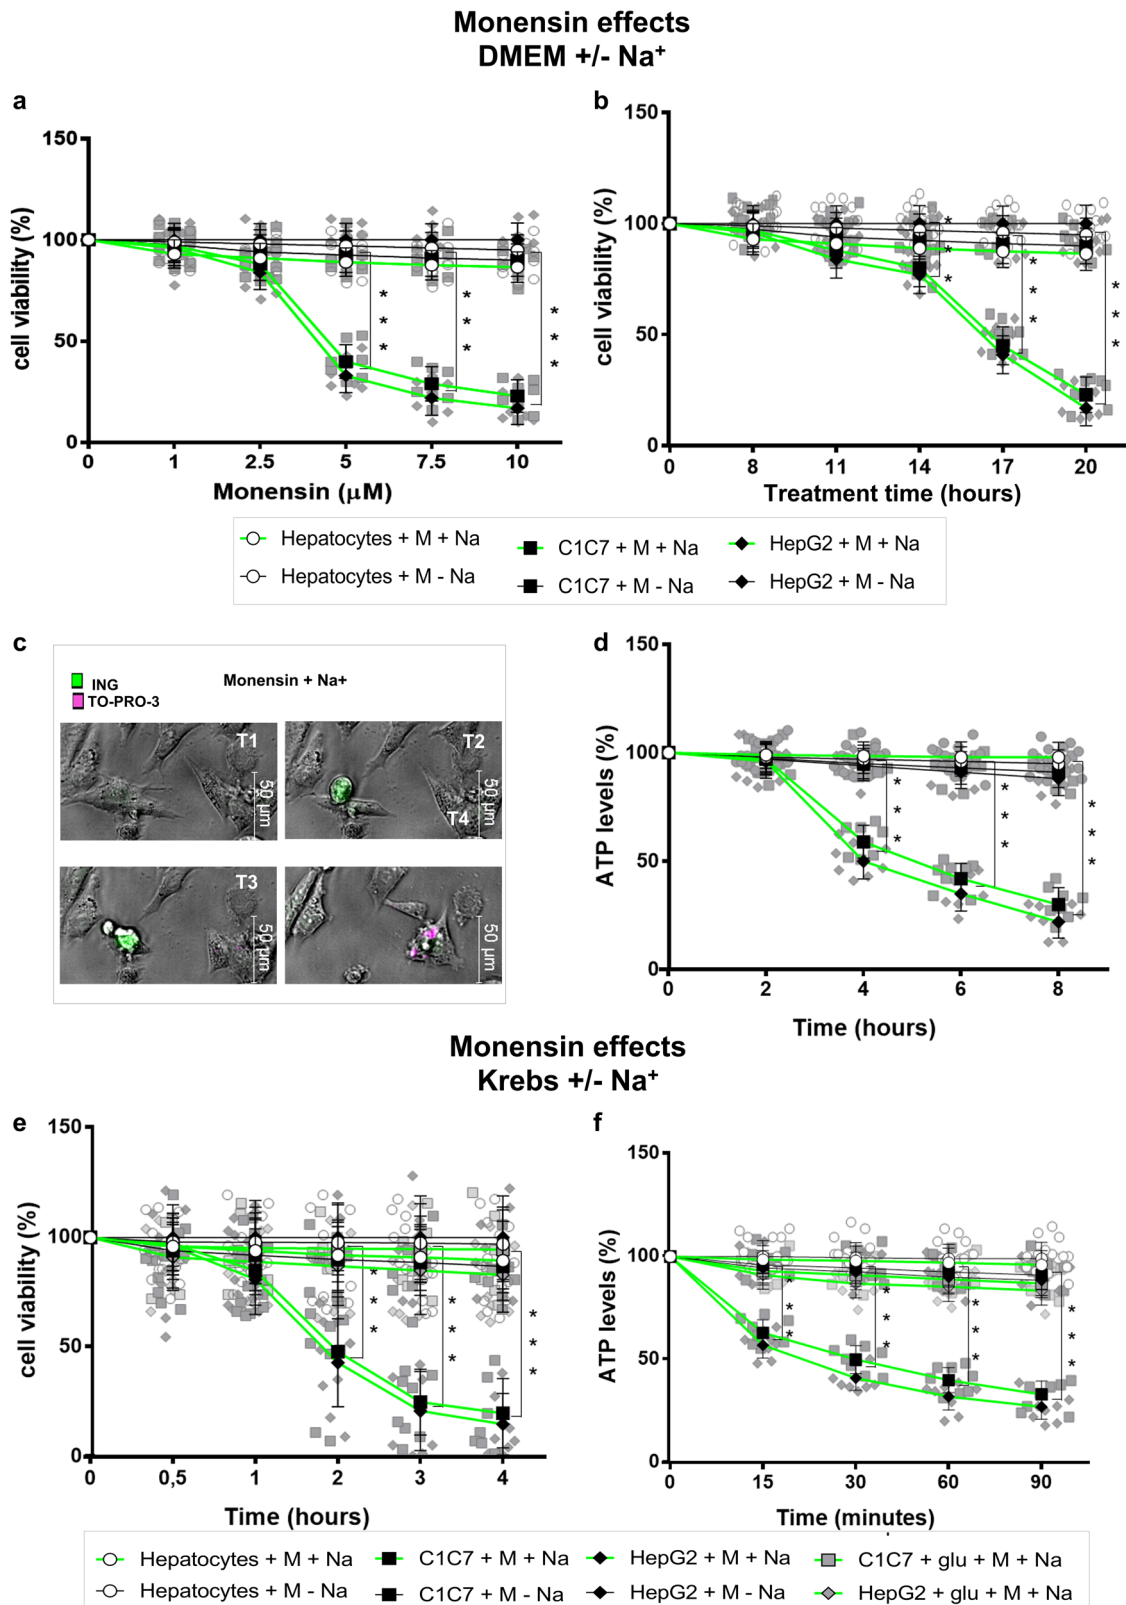 Monensin effects
DMEM +/- Na⁺
a
150
100
50
0
cell viability (%)
0 1 2.5 5 7.5 10
Monensin (μM)
* * *
* * *
* * *
b
150
100
50
0
cell viability (%)
0 8 11 14 17 20
Treatment time (hours)
* * *
* * *
* * *
Hepatocytes + M + Na
C1C7 + M + Na
HepG2 + M + Na
Hepatocytes + M - Na
C1C7 + M - Na
HepG2 + M - Na
c
ING
TO-PRO-3
Monensin + Na+
T1
50 μm
T2
T4
50 μm
T3
50 μm
50 μm
d
150
100
50
0
ATP levels (%)
0 2 4 6 8
Time (hours)
* * *
* * *
* * *
Monensin effects
Krebs +/- Na⁺
e
150
100
50
0
cell viability (%)
0 0,5 1 2 3 4
Time (hours)
* * *
* * *
* * *
f
150
100
50
0
ATP levels (%)
0 15 30 60 90
Time (minutes)
* * *
* * *
* * *
* * *
Hepatocytes + M + Na
C1C7 + M + Na
HepG2 + M + Na
C1C7 + glu + M + Na
Hepatocytes + M - Na
C1C7 + M - Na
HepG2 + M - Na
HepG2 + glu + M + Na